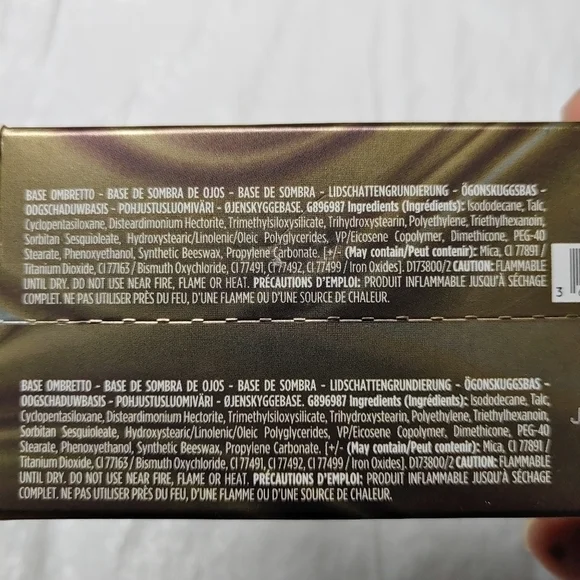 BASE OMBRETTO - BASE DE SOMBRA DE OJOS - BASE DE SOMBRA - LIDSCHATTENGRUNDIERUNG - ÖGONSKUGGSBAS -
OOGSCHADUWBASIS - POHJUSTUSLUOMIVÄRI - ØJENSKYGGEBASE. G896987 Ingredients (Ingrédients): Isododecane, Talc,
Cyclopentasiloxane, Disteardimonium Hectorite, Trimethylsiloxysilicate, Trihydroxystearin, Polyethylene, Triethylhexanoin,
Sorbitan Sesquioleate, Hydroxystearic/Linolenic/Oleic Polyglycerides, VP/Eicosene Copolymer, Dimethicone, PEG-40
Stearate, Phenoxyethanol, Synthetic Beeswax, Propylene Carbonate. [+/- (May contain/Peut contenir): Mica, CI 77891 /
Titanium Dioxide, CI 77163 / Bismuth Oxychloride, CI 77491, CI 77492, CI 77499 / Iron Oxides]. D173800/2 CAUTION: FLAMMABLE
UNTIL DRY. DO NOT USE NEAR FIRE, FLAME OR HEAT. PRÉCAUTIONS D'EMPLOI: PRODUIT INFLAMMABLE JUSQU'À SÉCHAGE
COMPLET. NE PAS UTILISER PRÈS DU FEU, D'UNE FLAMME OU D'UNE SOURCE DE CHALEUR.
3
BASE OMBRETTO - BASE DE SOMBRA DE OJOS - BASE DE SOMBRA - LIDSCHATTENGRUNDIERUNG - ÖGONSKUGGSBAS -
OOGSCHADUWBASIS - POHJUSTUSLUOMIVÄRI - ØJENSKYGGEBASE. G896987 Ingredients (Ingrédients): Isododecane, Talc,
Cyclopentasiloxane, Disteardimonium Hectorite, Trimethylsiloxysilicate, Trihydroxystearin, Polyethylene, Triethylhexanoin,
Sorbitan Sesquioleate, Hydroxystearic/Linolenic/Oleic Polyglycerides, VP/Eicosene Copolymer, Dimethicone, PEG-40
Stearate, Phenoxyethanol, Synthetic Beeswax, Propylene Carbonate. [+/- (May contain/Peut contenir): Mica, CI 77891 /
Titanium Dioxide, CI 77163 / Bismuth Oxychloride, CI 77491, CI 77492, CI 77499 / Iron Oxides]. D173800/2 CAUTION: FLAMMABLE
UNTIL DRY. DO NOT USE NEAR FIRE, FLAME OR HEAT. PRÉCAUTIONS D'EMPLOI: PRODUIT INFLAMMABLE JUSQU'À SÉCHAGE
COMPLET. NE PAS UTILISER PRÈS DU FEU, D'UNE FLAMME OU D'UNE SOURCE DE CHALEUR.